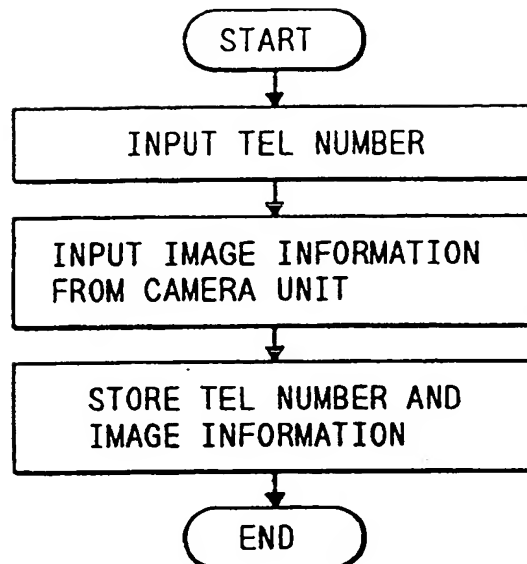 START
INPUT TEL NUMBER
INPUT IMAGE INFORMATION
FROM CAMERA UNIT
STORE TEL NUMBER AND
IMAGE INFORMATION
END